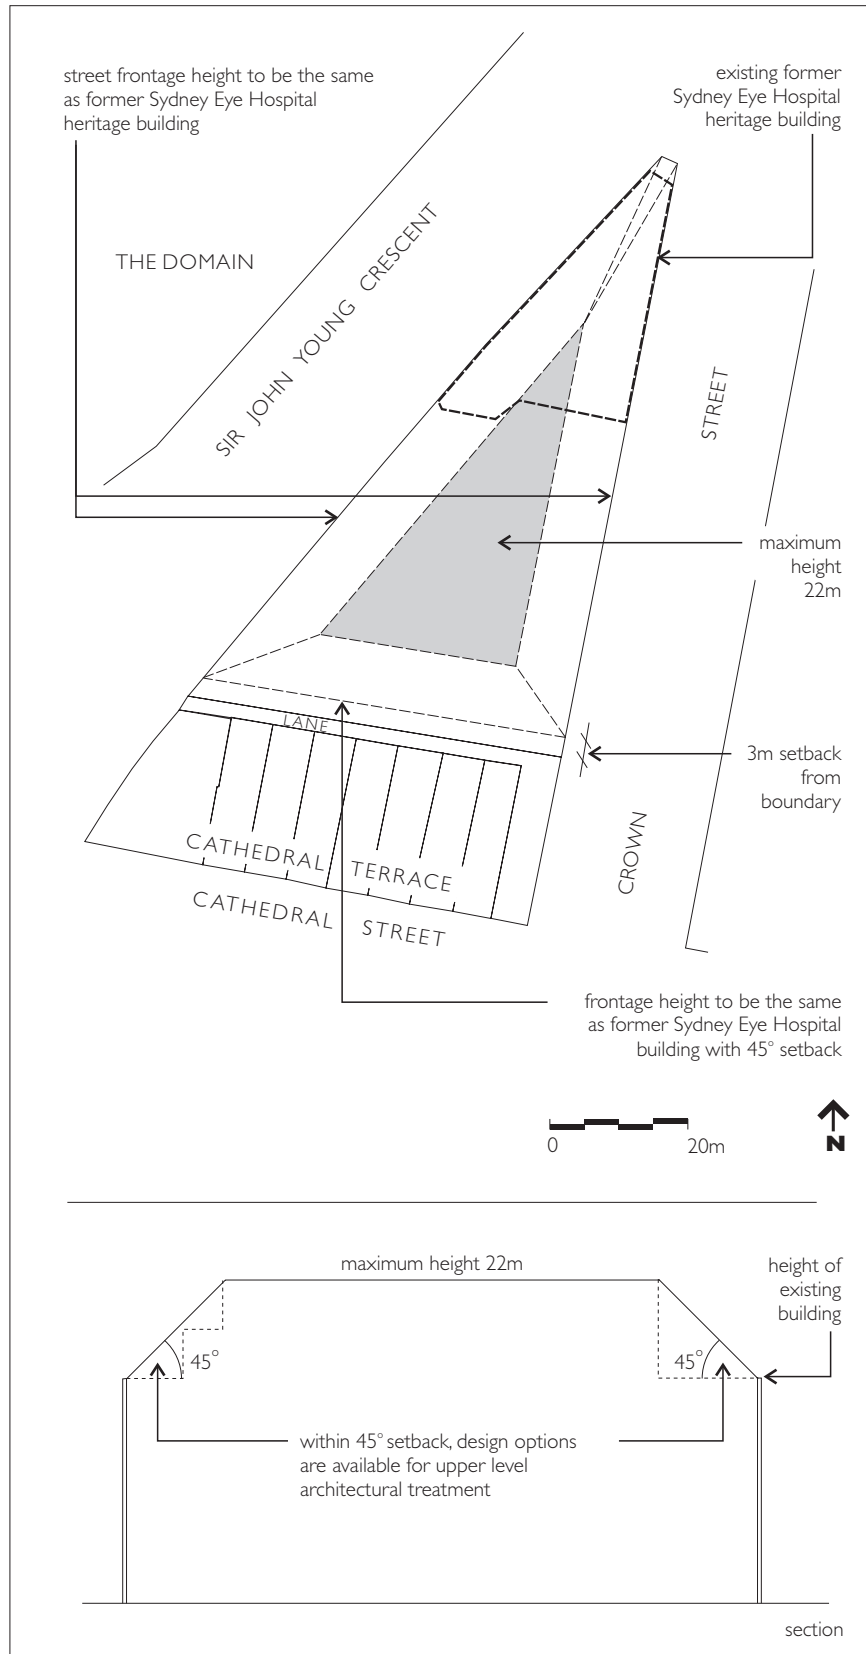 street frontage height to be the same
as former Sydney Eye Hospital
heritage building
existing former
Sydney Eye Hospital
heritage building
THE DOMAIN
SIR JOHN YOUNG CRESCENT
STREET
maximum
height
22m
LANE
3m setback
from
boundary
CATHEDRAL TERRACE
CROWN
CATHEDRAL STREET
frontage height to be the same
as former Sydney Eye Hospital
building with 45° setback
0 20m
N
maximum height 22m
height of
existing
building
45° 45°
within 45° setback, design options
are available for upper level
architectural treatment
section